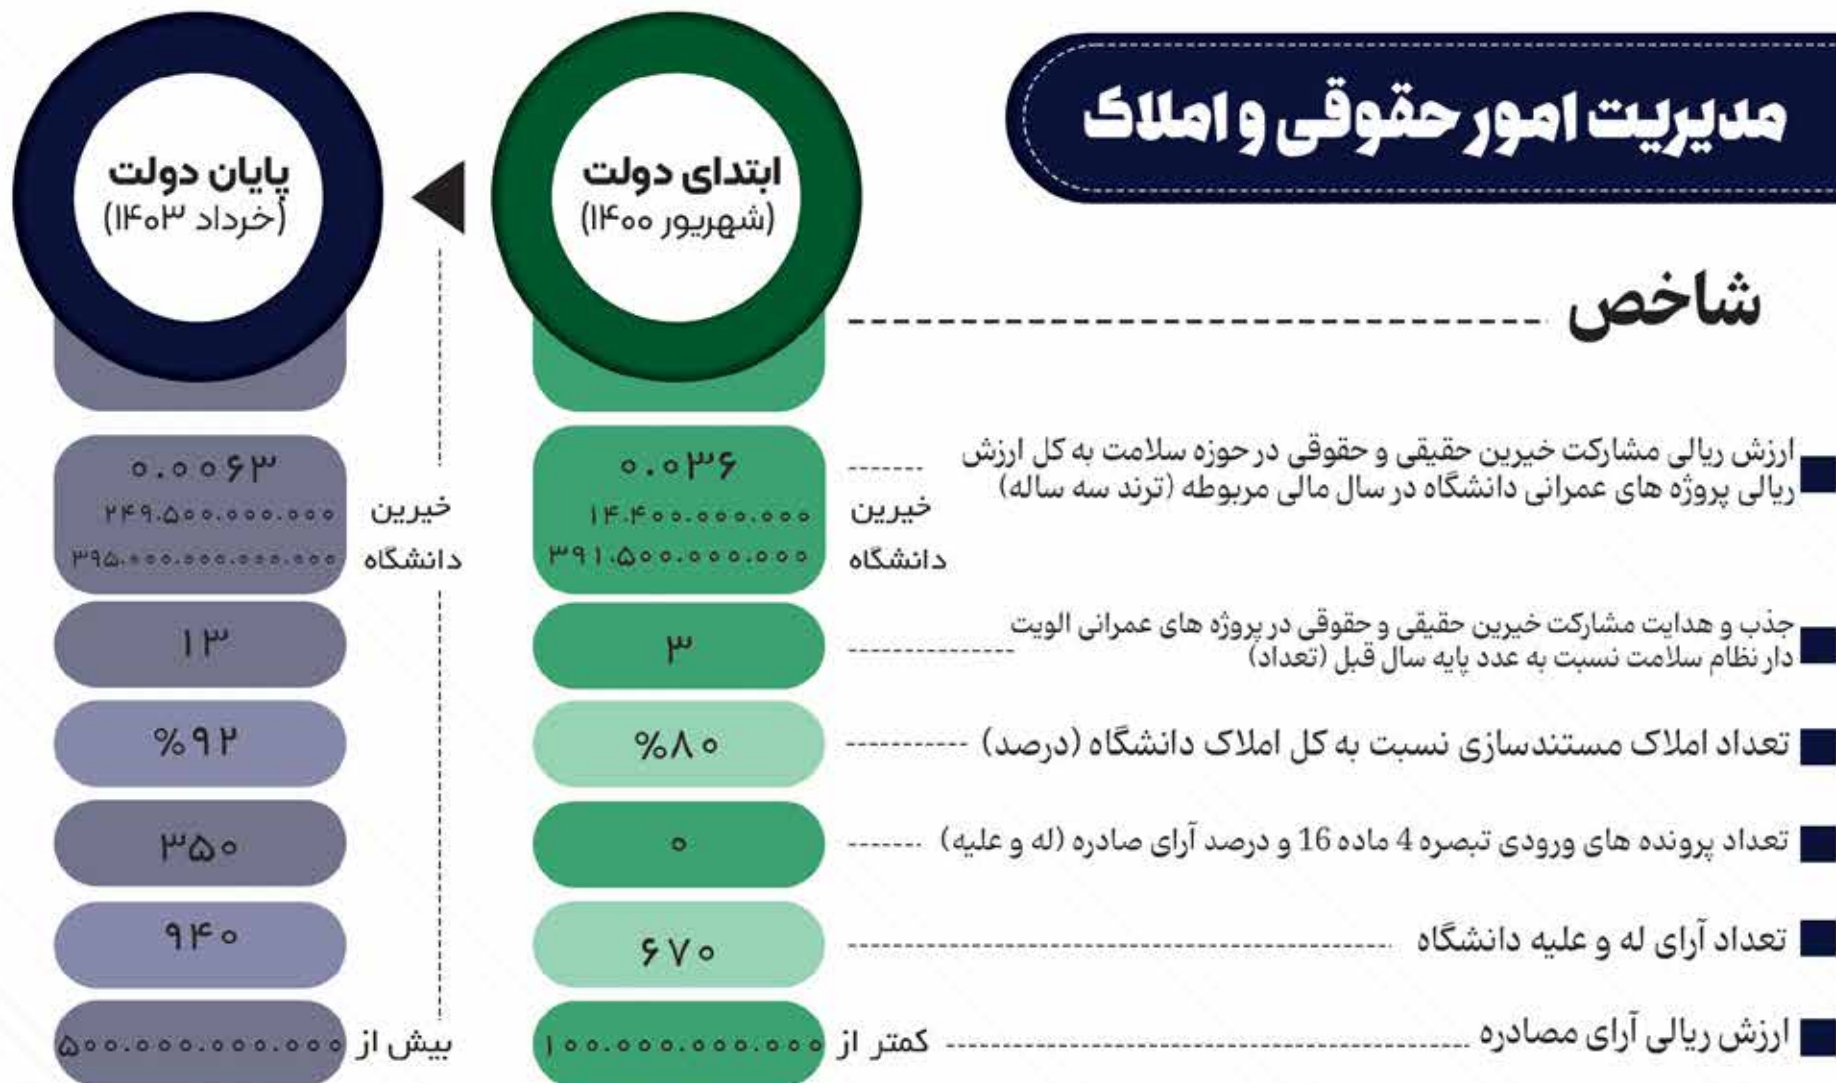 مدیریت امور حقوقی و املاک
ابتدای دولت
(شهریور ۱۴۰۰)
پایان دولت
(خرداد ۱۴۰۳)
شاخص
ارزش ریالی مشارکت خیرین حقیقی و حقوقی در حوزه سلامت به کل ارزش
ریالی پروژه های عمرانی دانشگاه در سال مالی مربوطه (ترند سه ساله)
۰.۰۳۶
خیرین ۱۴.۴۰۰.۰۰۰.۰۰۰
دانشگاه ۳۹۱.۵۰۰.۰۰۰.۰۰۰
۰.۰۰۶۳
خیرین ۲۴۹.۵۰۰.۰۰۰.۰۰۰
دانشگاه ۳۹۵.۰۰۰.۰۰۰.۰۰۰.۰۰۰
جذب و هدایت مشارکت خیرین حقیقی و حقوقی در پروژه های عمرانی الویت
دار نظام سلامت نسبت به عدد پایه سال قبل (تعداد)
۳
۱۳
تعداد املاک مستندسازی نسبت به کل املاک دانشگاه (درصد)
%۸۰
%۹۲
تعداد پرونده های ورودی تبصره 4 ماده 16 و درصد آرای صادره (له و علیه)
۰
۳۵۰
تعداد آرای له و علیه دانشگاه
۶۷۰
۹۴۰
ارزش ریالی آرای مصادره
کمتر از ۱۰۰.۰۰۰.۰۰۰.۰۰۰
بیش از ۵۰۰.۰۰۰.۰۰۰.۰۰۰